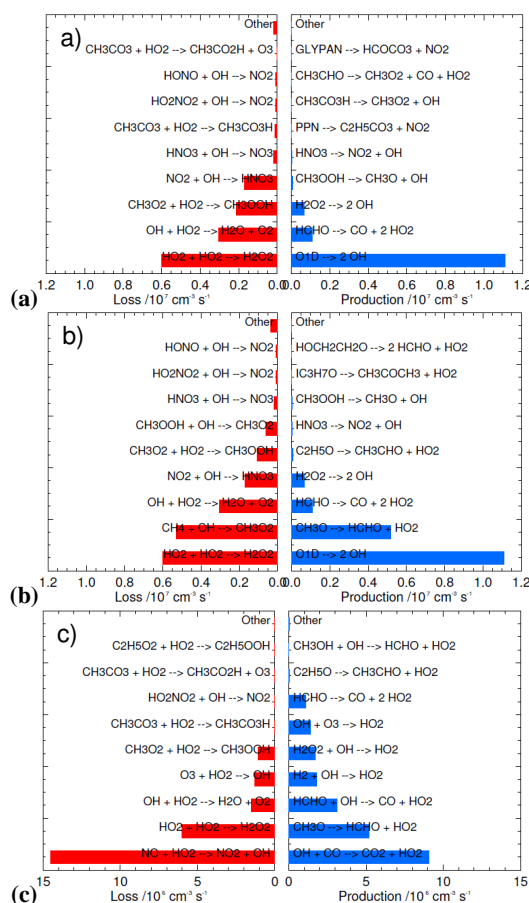 a)
Other Other
CH3CO3 + HO2 --> CH3CO2H + O3 GLYPAN --> HCOCO3 + NO2
HONO + OH --> NO2 CH3CHO --> CH3O2 + CO + HO2
HO2NO2 + OH --> NO2 CH3CO3H --> CH3O2 + OH
CH3CO3 + HO2 --> CH3CO3H PPN --> C2H5CO3 + NO2
HNO3 + OH --> NO3 HNO3 --> NO2 + OH
NO2 + OH --> HNO3 CH3OOH --> CH3O + OH
CH3O2 + HO2 --> CH3OOH H2O2 --> 2 OH
OH + HO2 --> H2O + O2 HCHO --> CO + 2 HO2
HO2 + HO2 --> H2O2 O1D --> 2 OH
(a) 1.2 1.0 0.8 0.6 0.4 0.2 0.0 0.0 0.2 0.4 0.6 0.8 1.0 1.2
Loss /10⁷ cm⁻³ s⁻¹ Production /10⁷ cm⁻³ s⁻¹
b)
Other Other
HONO + OH --> NO2 HOCH2CH2O --> 2 HCHO + HO2
HO2NO2 + OH --> NO2 IC3H7O --> CH3COCH3 + HO2
HNO3 + OH --> NO3 CH3OOH --> CH3O + OH
CH3OOH + OH --> CH3O2 HNO3 --> NO2 + OH
CH3O2 + HO2 --> CH3OOH C2H5O --> CH3CHO + HO2
NO2 + OH --> HNO3 H2O2 --> 2 OH
OH + HO2 --> H2O + O2 HCHO --> CO + 2 HO2
CH4 + OH --> CH3O2 CH3O --> HCHO + HO2
HO2 + HO2 --> H2O2 O1D --> 2 OH
(b) 1.2 1.0 0.8 0.6 0.4 0.2 0.0 0.0 0.2 0.4 0.6 0.8 1.0 1.2
Loss /10⁷ cm⁻³ s⁻¹ Production /10⁷ cm⁻³ s⁻¹
c)
Other Other
C2H5O2 + HO2 --> C2H5OOH CH3OH + OH --> HCHO + HO2
CH3CO3 + HO2 --> CH3CO2H + O3 C2H5O --> CH3CHO + HO2
HO2NO2 + OH --> NO2 HCHO --> CO + 2 HO2
CH3CO3 + HO2 --> CH3CO3H OH + O3 --> HO2
CH3O2 + HO2 --> CH3OOH H2O2 + OH --> HO2
O3 + HO2 --> OH H2 + OH --> HO2
OH + HO2 --> H2O + O2 HCHO + OH --> CO + HO2
HO2 + HO2 --> H2O2 CH3O --> HCHO + HO2
NO + HO2 --> NO2 + OH OH + CO --> CO2 + HO2
(c) 15 10 5 0 0 5 10 15
Loss /10⁶ cm⁻³ s⁻¹ Production /10⁶ cm⁻³ s⁻¹